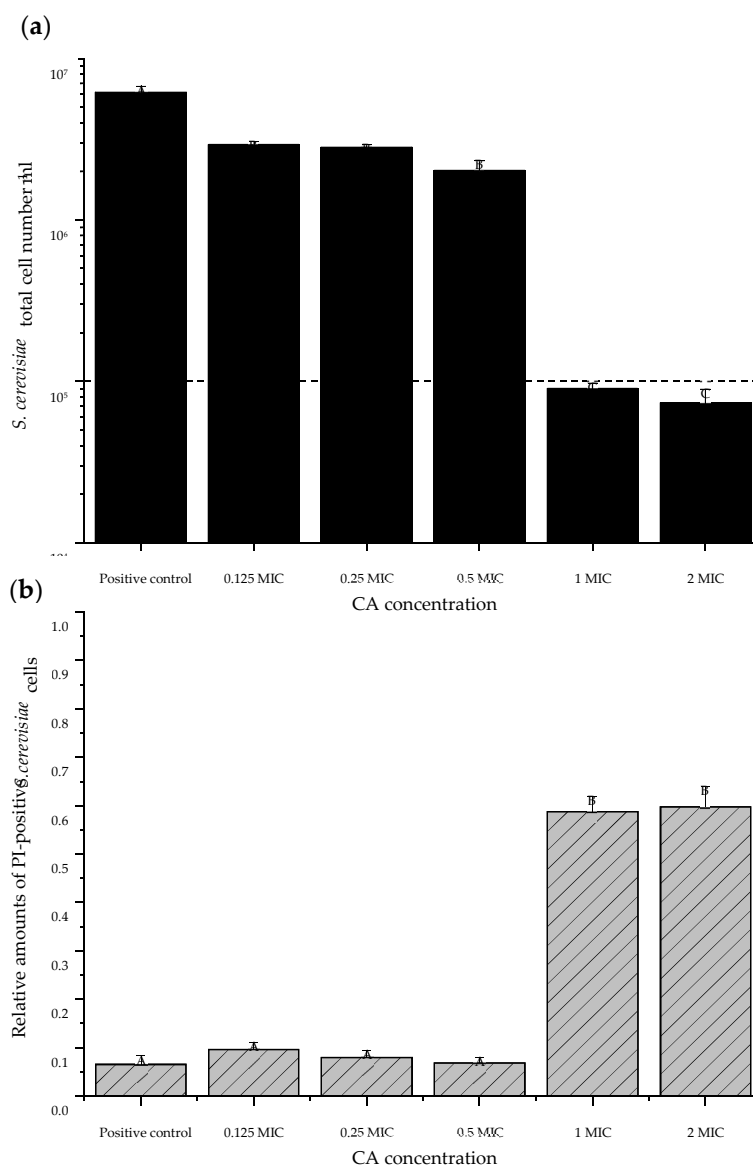 (a)
10⁷
10⁶
10⁵
S. cerevisiae total cell number ml
A
B
C
C
Positive control
0.125 MIC
0.25 MIC
0.5 MIC
1 MIC
2 MIC
CA concentration
(b)
1.0
0.9
0.8
0.7
0.6
0.5
0.4
0.3
0.2
0.1
0.0
Relative amounts of PI-positive S.cerevisiae cells
A
A
A
A
B
B
Positive control
0.125 MIC
0.25 MIC
0.5 MIC
1 MIC
2 MIC
CA concentration